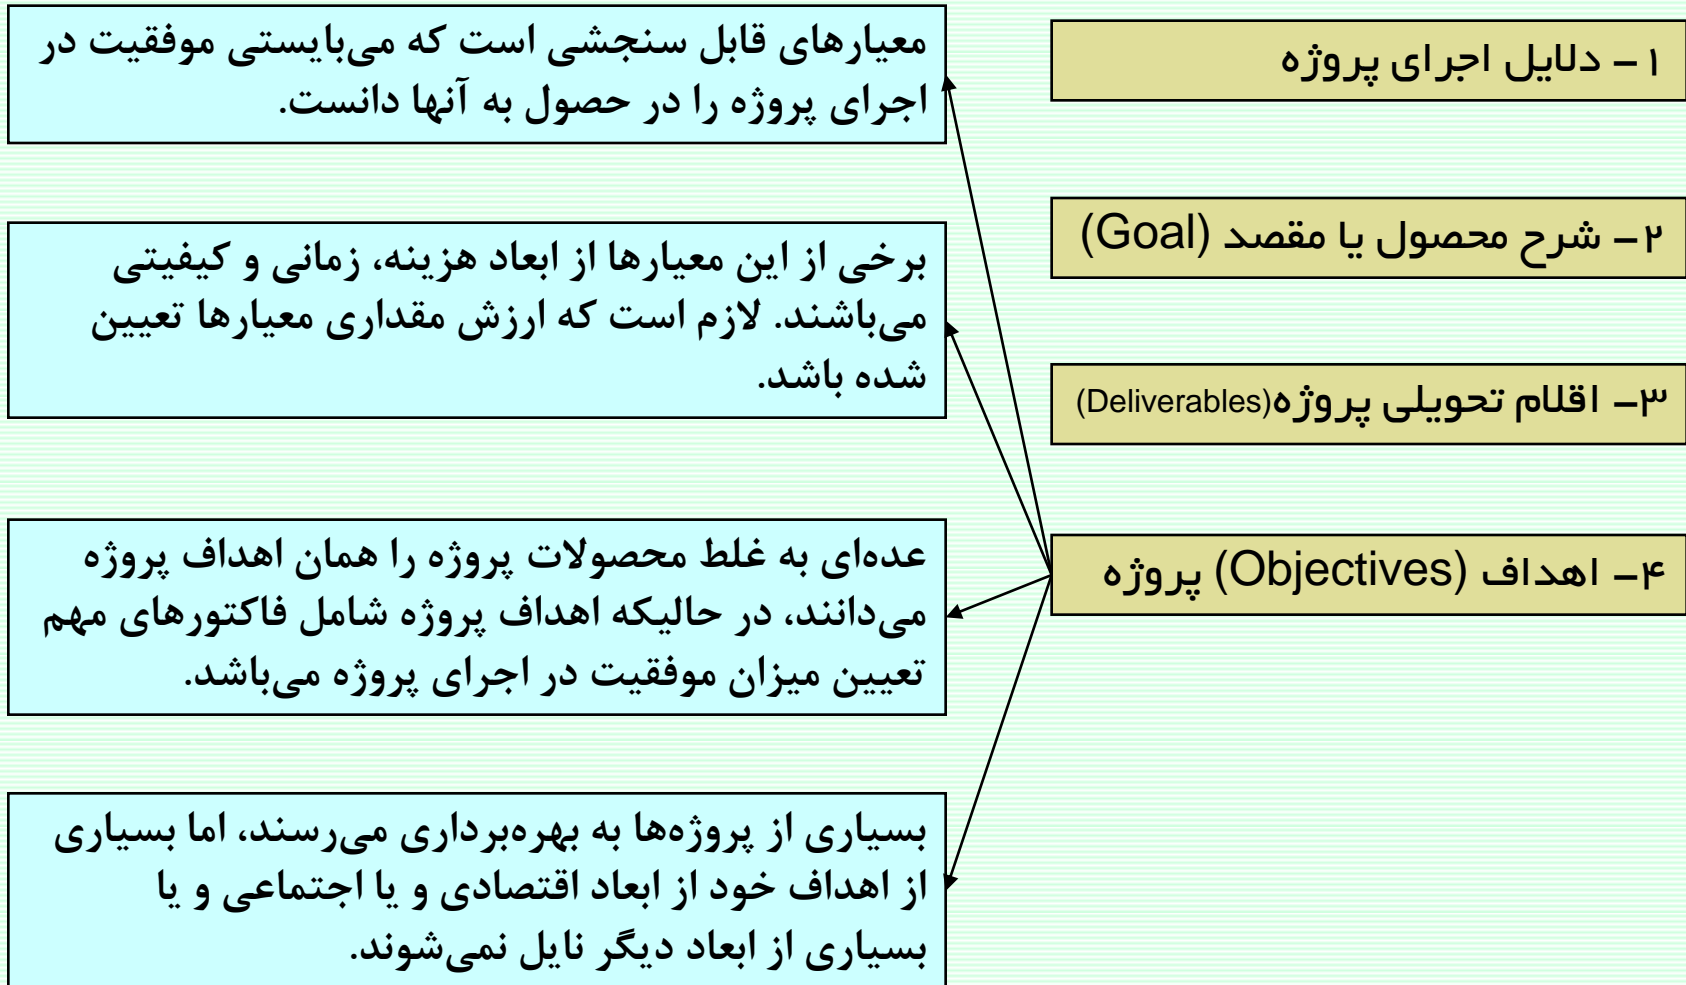 ۱– دلایل اجرای پروژه
۲– شرح محصول یا مقصد (Goal)
۳– اقلام تحویلی پروژه(Deliverables)
۴– اهداف (Objectives) پروژه
معیارهای قابل سنجشی است که می‌بایستی موفقیت در
اجرای پروژه را در حصول به آنها دانست.
برخی از این معیارها از ابعاد هزینه، زمانی و کیفیتی
می‌باشند. لازم است که ارزش مقداری معیارها تعیین
شده باشد.
عده‌ای به غلط محصولات پروژه را همان اهداف پروژه
می‌دانند، در حالیکه اهداف پروژه شامل فاکتورهای مهم
تعیین میزان موفقیت در اجرای پروژه می‌باشد.
بسیاری از پروژه‌ها به بهره‌برداری می‌رسند، اما بسیاری
از اهداف خود از ابعاد اقتصادی و یا اجتماعی و یا
بسیاری از ابعاد دیگر نایل نمی‌شوند.